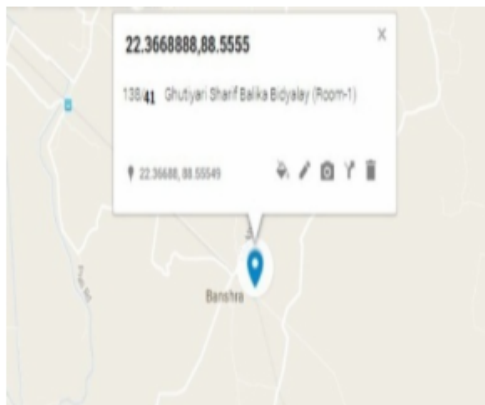 22.3668888,88.5555
138/41 Ghutiyari Sharif Balika Bidyalay (Room-1)
22.36688, 88.55549
Banshra